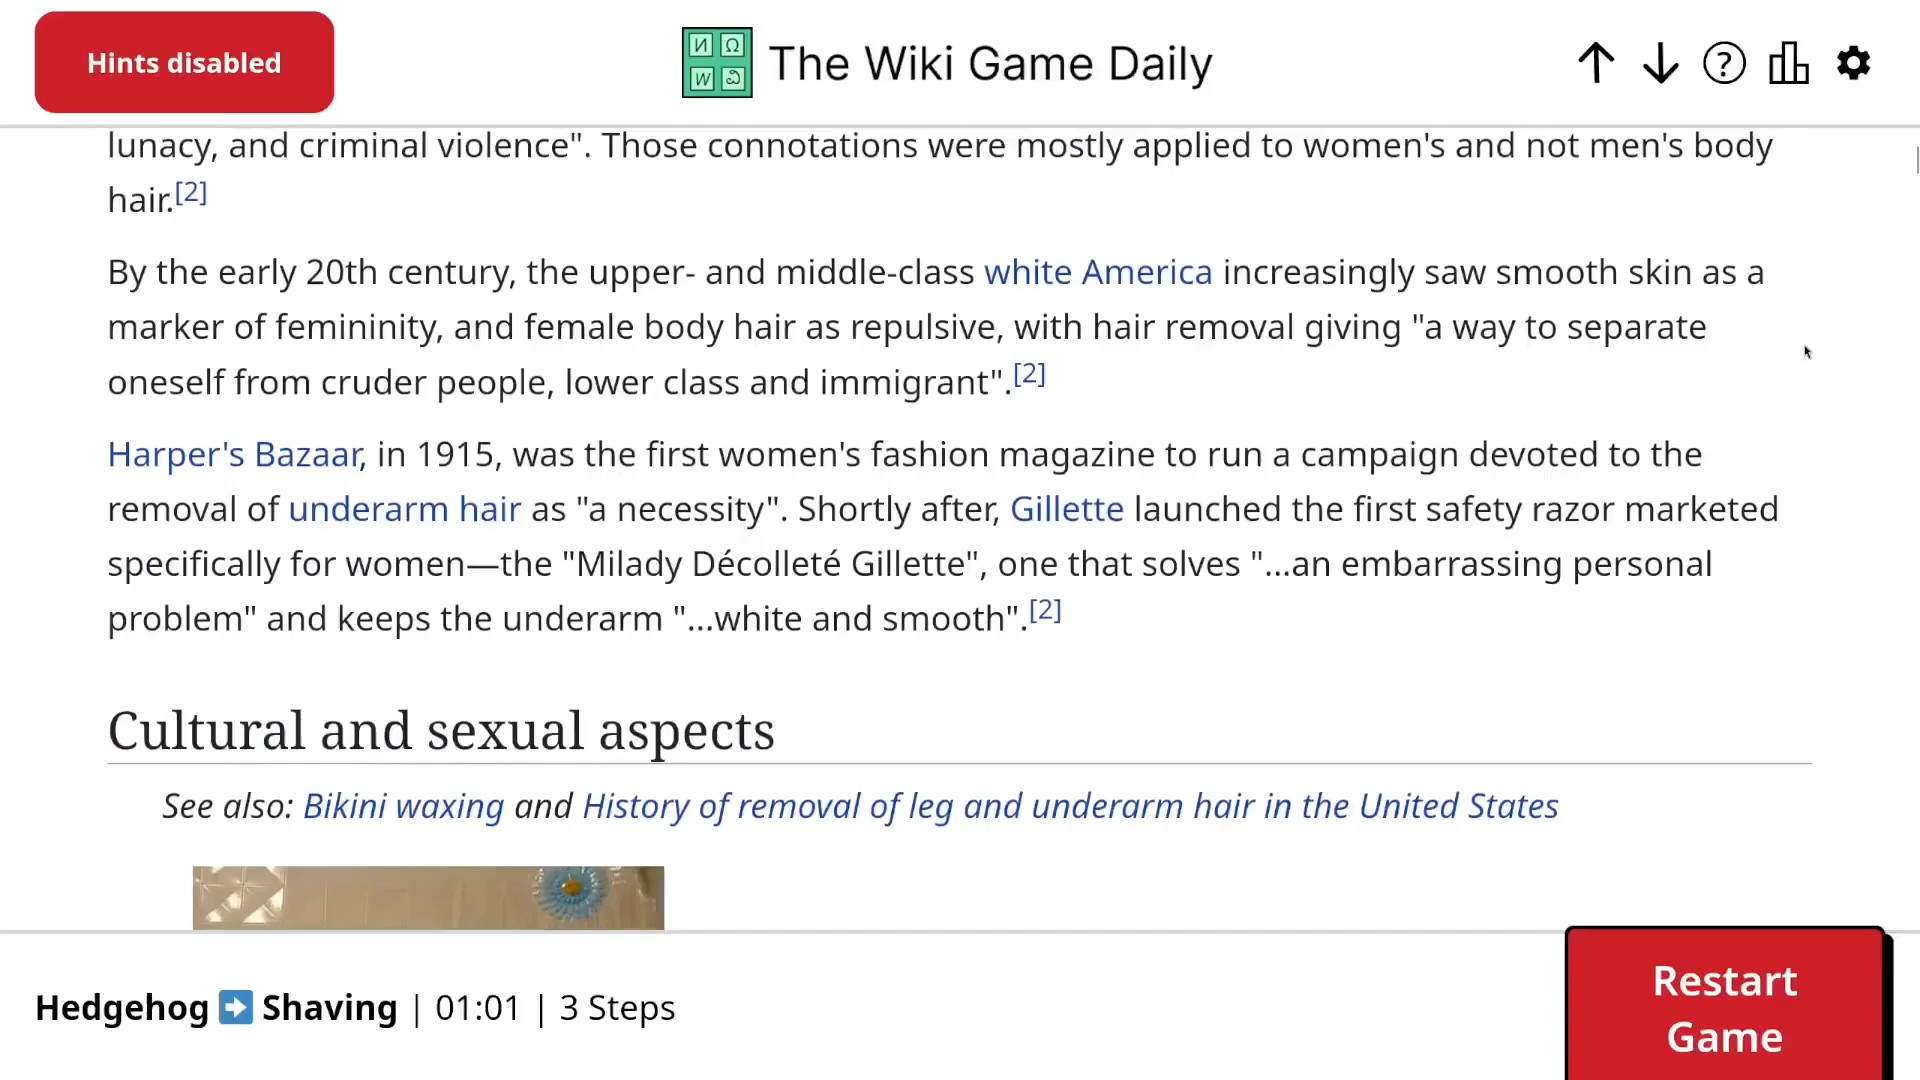 Hints disabled
The Wiki Game Daily
lunacy, and criminal violence". Those connotations were mostly applied to women's and not men's body
hair.[2]
By the early 20th century, the upper- and middle-class white America increasingly saw smooth skin as a
marker of femininity, and female body hair as repulsive, with hair removal giving "a way to separate
oneself from cruder people, lower class and immigrant".[2]
Harper's Bazaar, in 1915, was the first women's fashion magazine to run a campaign devoted to the
removal of underarm hair as "a necessity". Shortly after, Gillette launched the first safety razor marketed
specifically for women—the "Milady Décolleté Gillette", one that solves "...an embarrassing personal
problem" and keeps the underarm "...white and smooth".[2]
Cultural and sexual aspects
See also: Bikini waxing and History of removal of leg and underarm hair in the United States
Hedgehog ➡ Shaving | 01:01 | 3 Steps
Restart
Game